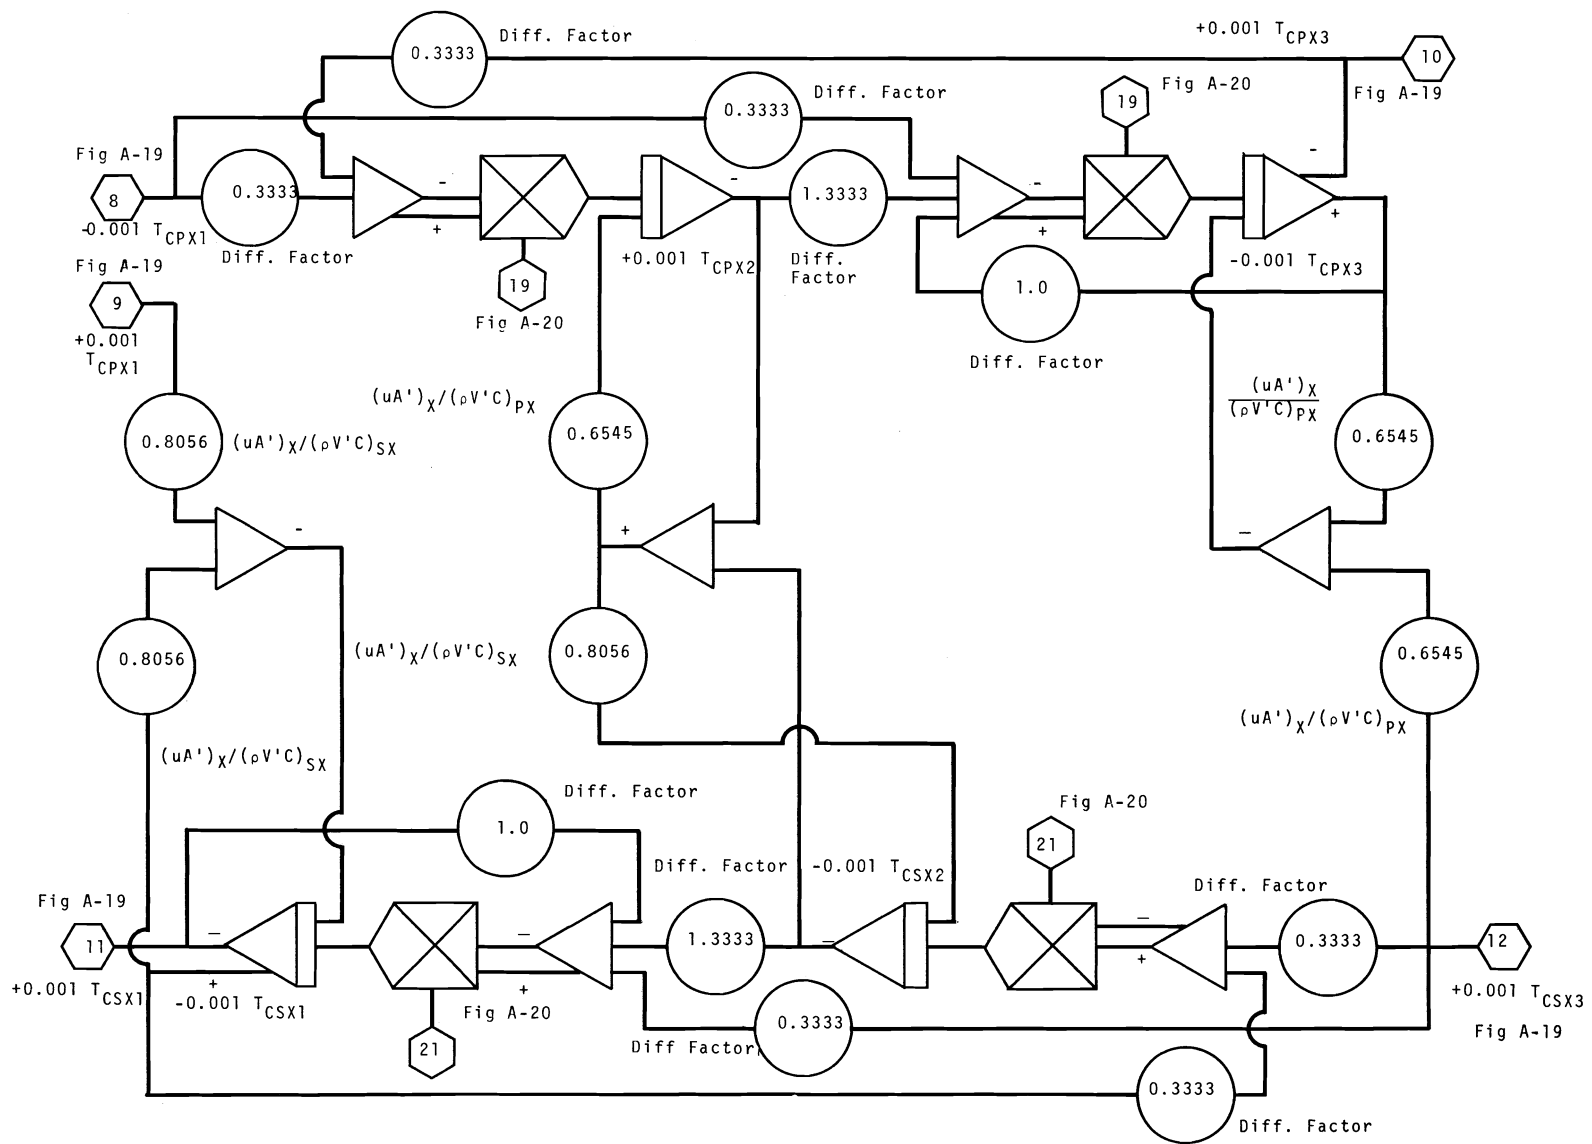 0.3333
Diff. Factor
+0.001 T_CPX3
10
Fig A-19
0.3333
Diff. Factor
19
Fig A-20
Fig A-19
8
-0.001 T_CPX1
0.3333
Diff. Factor
-
+
19
Fig A-20
-
+0.001 T_CPX2
1.3333
Diff.
Factor
-
+
-
+
-0.001 T_CPX3
1.0
Diff. Factor
Fig A-19
9
+0.001
T_CPX1
0.8056
(uA')_X/(ρV'C)_SX
-
(uA')_X/(ρV'C)_PX
0.6545
+
(uA')_X
(ρV'C)_PX
0.6545
-
0.8056
(uA')_X/(ρV'C)_SX
(uA')_X/(ρV'C)_SX
0.8056
0.6545
(uA')_X/(ρV'C)_PX
1.0
Diff. Factor
Fig A-20
21
Fig A-19
11
+0.001 T_CSX1
-
+
-0.001 T_CSX1
21
Fig A-20
-
+
Diff. Factor
1.3333
-0.001 T_CSX2
-
-
+
Diff. Factor
0.3333
12
+0.001 T_CSX3
Fig A-19
Diff Factor
0.3333
0.3333
Diff. Factor